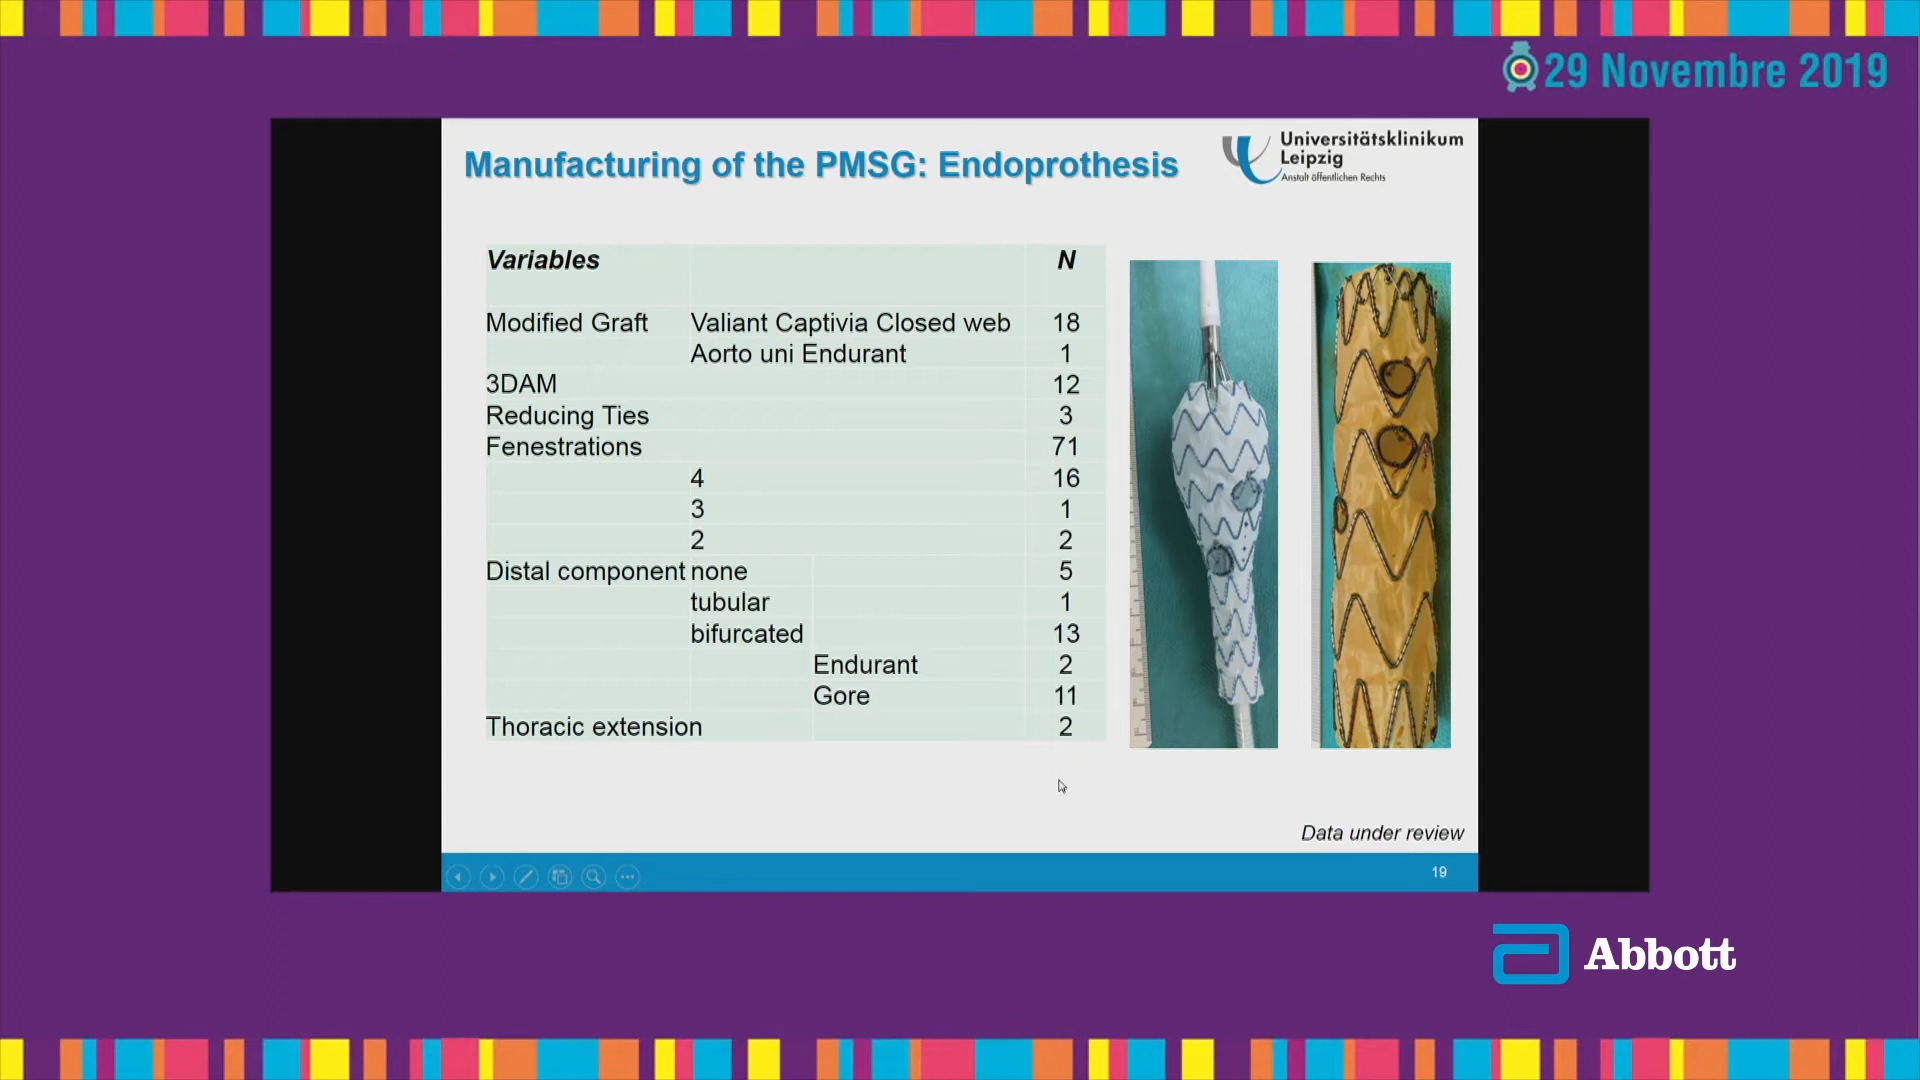 29 Novembre 2019
Manufacturing of the PMSG: Endoprothesis
Universitätsklinikum
Leipzig
Anstalt öffentlichen Rechts
Variables N
Modified Graft Valiant Captivia Closed web 18
Aorto uni Endurant 1
3DAM 12
Reducing Ties 3
Fenestrations 71
4 16
3 1
2 2
Distal component none 5
tubular 1
bifurcated 13
Endurant 2
Gore 11
Thoracic extension 2
Data under review
19
Abbott